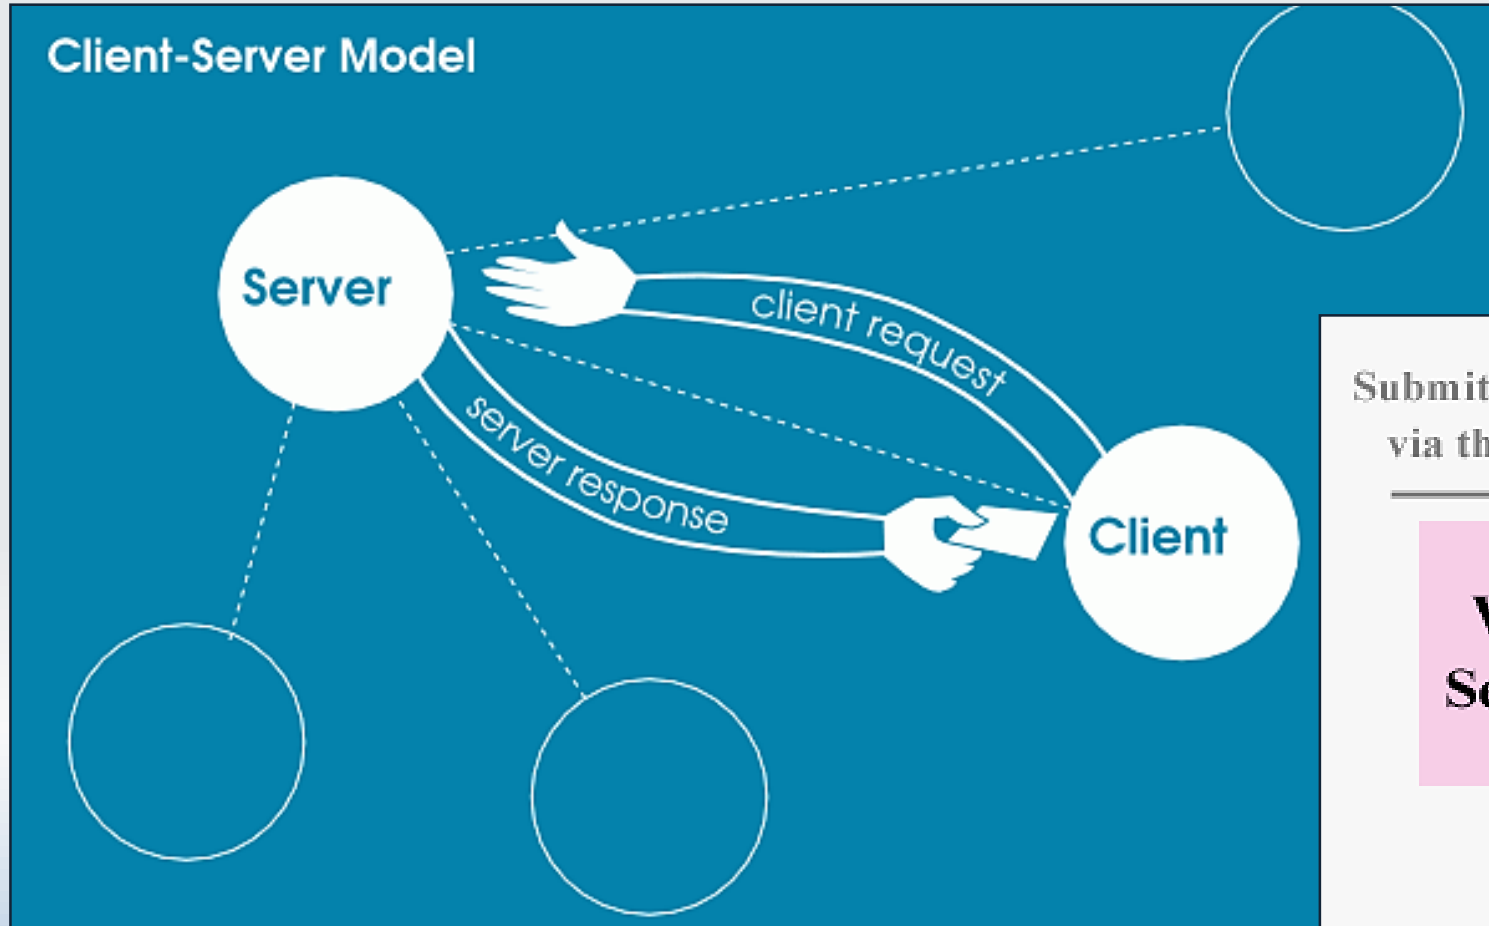 Client-Server Model
Server
client request
server response
Client
Submit
via th